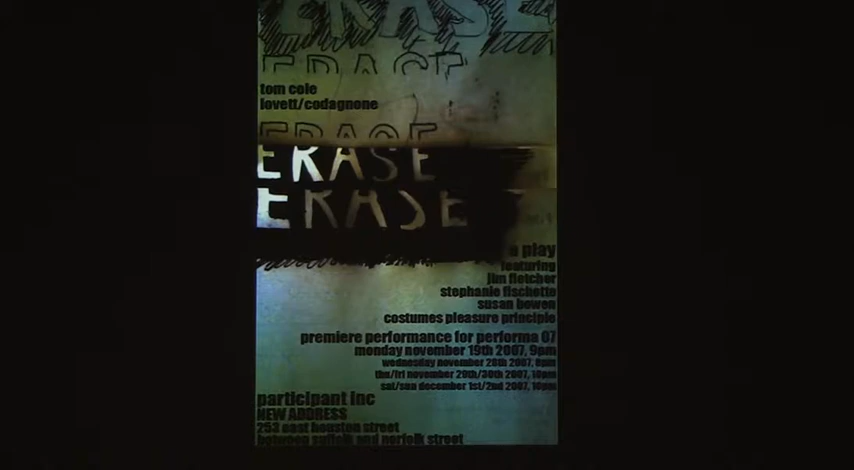 ERASE
ERASE
tom cole
lovett/codagnone
ERASE
ERASE
ERASE
a play
featuring
jim fletcher
stephanie fischette
susan bowen
costumes pleasure principle
premiere performance for performa 07
monday november 19th 2007, 9pm
wednesday november 28th 2007, 8pm
thu/fri november 29th/30th 2007, 10pm
sat/sun december 1st/2nd 2007, 10pm
participant inc
NEW ADDRESS
253 east houston street
between suffolk and norfolk street